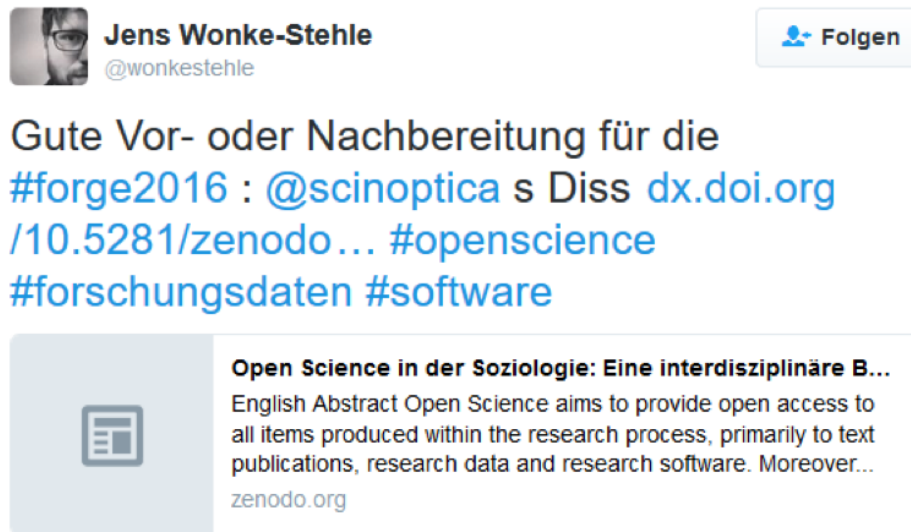 Jens Wonke-Stehle
@wonkestehle
Folgen
Gute Vor- oder Nachbereitung für die
#forge2016 : @scinoptica s Diss dx.doi.org
/10.5281/zenodo… #openscience
#forschungsdaten #software
Open Science in der Soziologie: Eine interdisziplinäre B...
English Abstract Open Science aims to provide open access to
all items produced within the research process, primarily to text
publications, research data and research software. Moreover...
zenodo.org